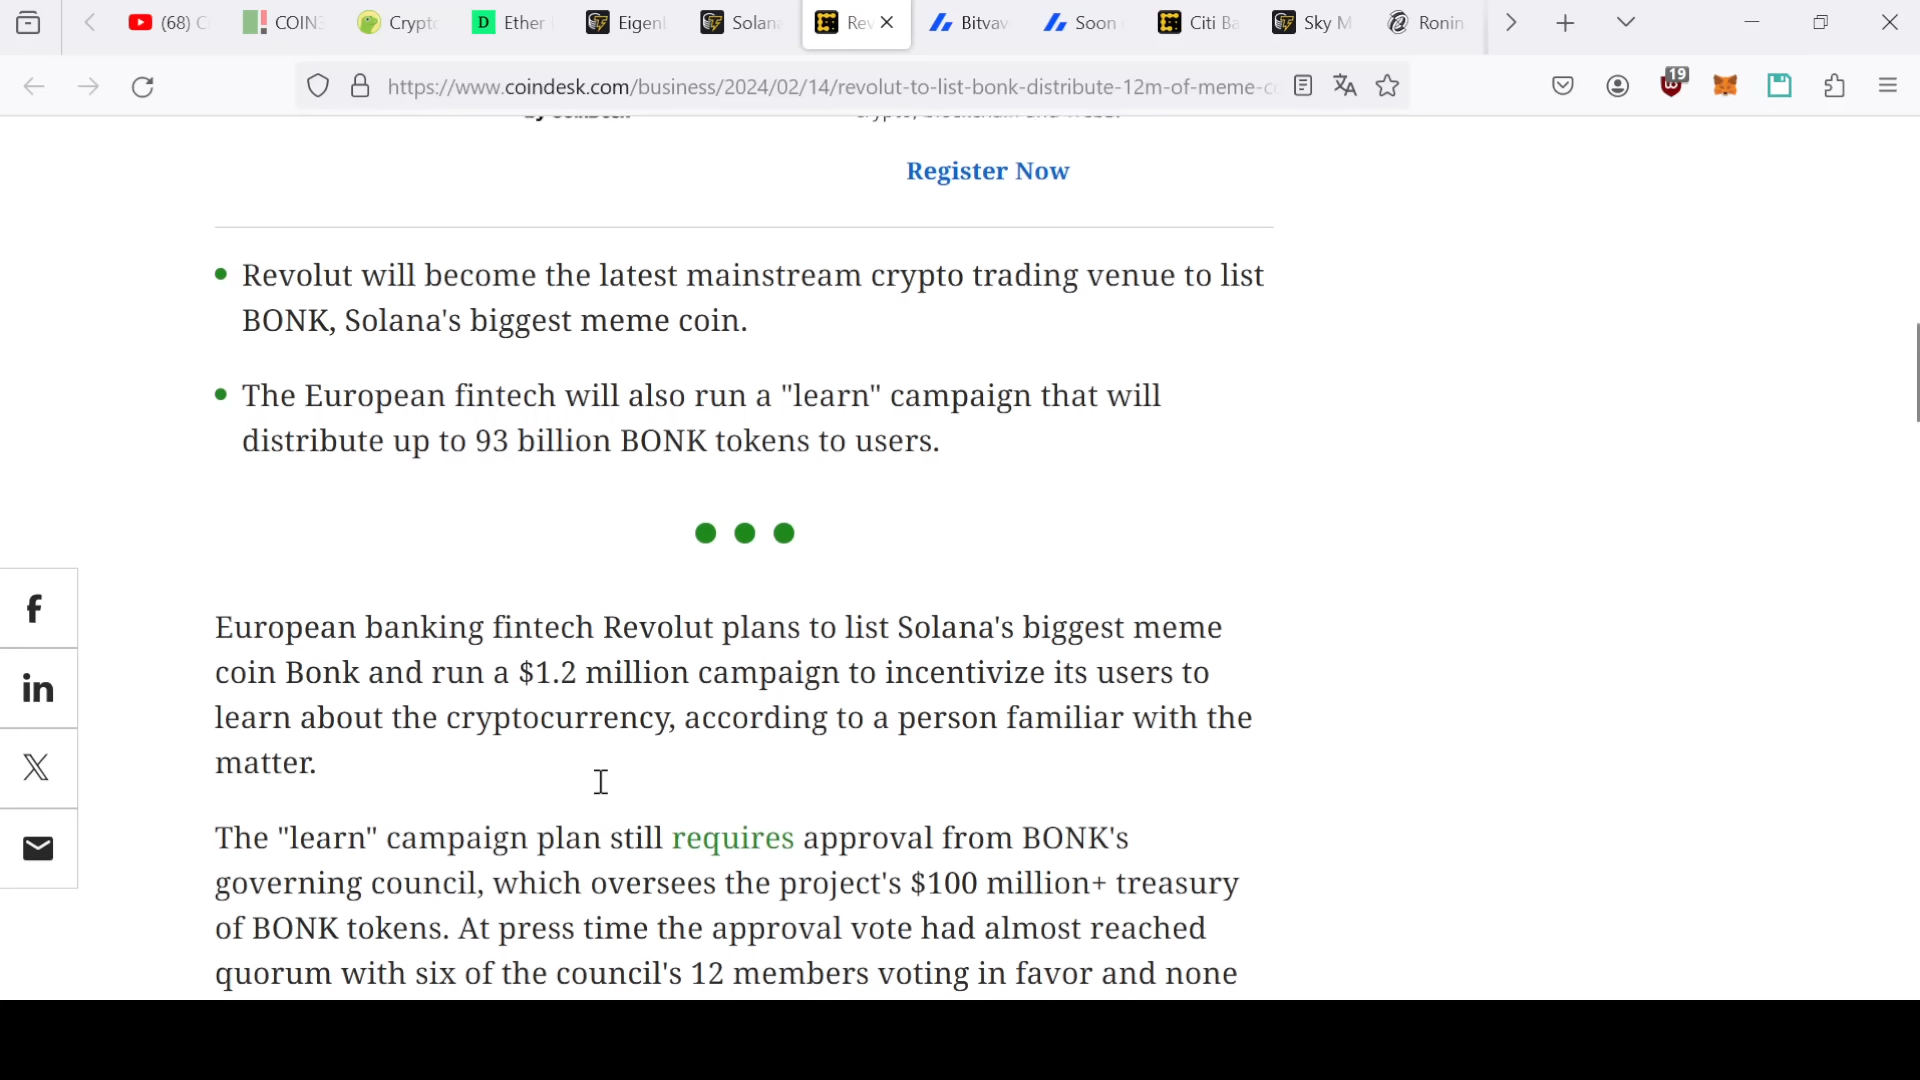 (68) C
COIN
Crypto
D Ether
Eigenl
Solan
Rev
Bitvav
Soon
Citi Ba
Sky M
Ronin
https://www.coindesk.com/business/2024/02/14/revolut-to-list-bonk-distribute-12m-of-meme-c
19
Register Now
Revolut will become the latest mainstream crypto trading venue to list
BONK, Solana's biggest meme coin.
The European fintech will also run a "learn" campaign that will
distribute up to 93 billion BONK tokens to users.
f
in
X
European banking fintech Revolut plans to list Solana's biggest meme
coin Bonk and run a $1.2 million campaign to incentivize its users to
learn about the cryptocurrency, according to a person familiar with the
matter.
The "learn" campaign plan still requires approval from BONK's
governing council, which oversees the project's $100 million+ treasury
of BONK tokens. At press time the approval vote had almost reached
quorum with six of the council's 12 members voting in favor and none